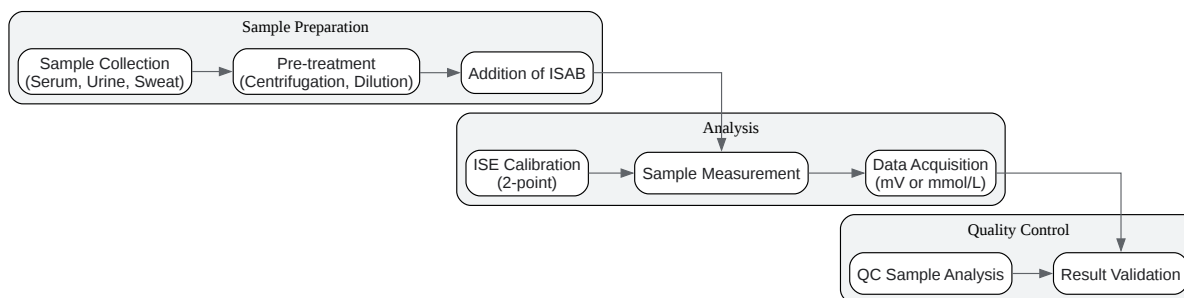 Sample Preparation
Sample Collection
(Serum, Urine, Sweat)
Pre-treatment
(Centrifugation, Dilution)
Addition of ISAB
Analysis
ISE Calibration
(2-point)
Sample Measurement
Data Acquisition
(mV or mmol/L)
Quality Control
QC Sample Analysis
Result Validation